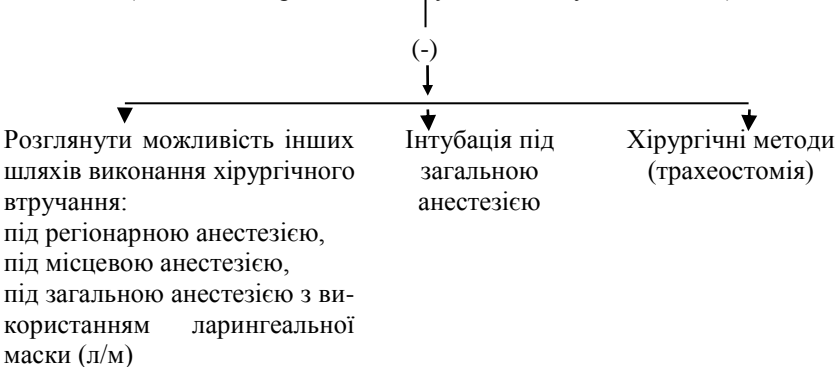 (-)
Розглянути можливість інших
шляхів виконання хірургічного
втручання:
під регіонарною анестезією,
під місцевою анестезією,
під загальною анестезією з ви-
користанням ларингеальної
маски (л/м)
Інтубація під
загальною
анестезією
Хірургічні методи
(трахеостомія)